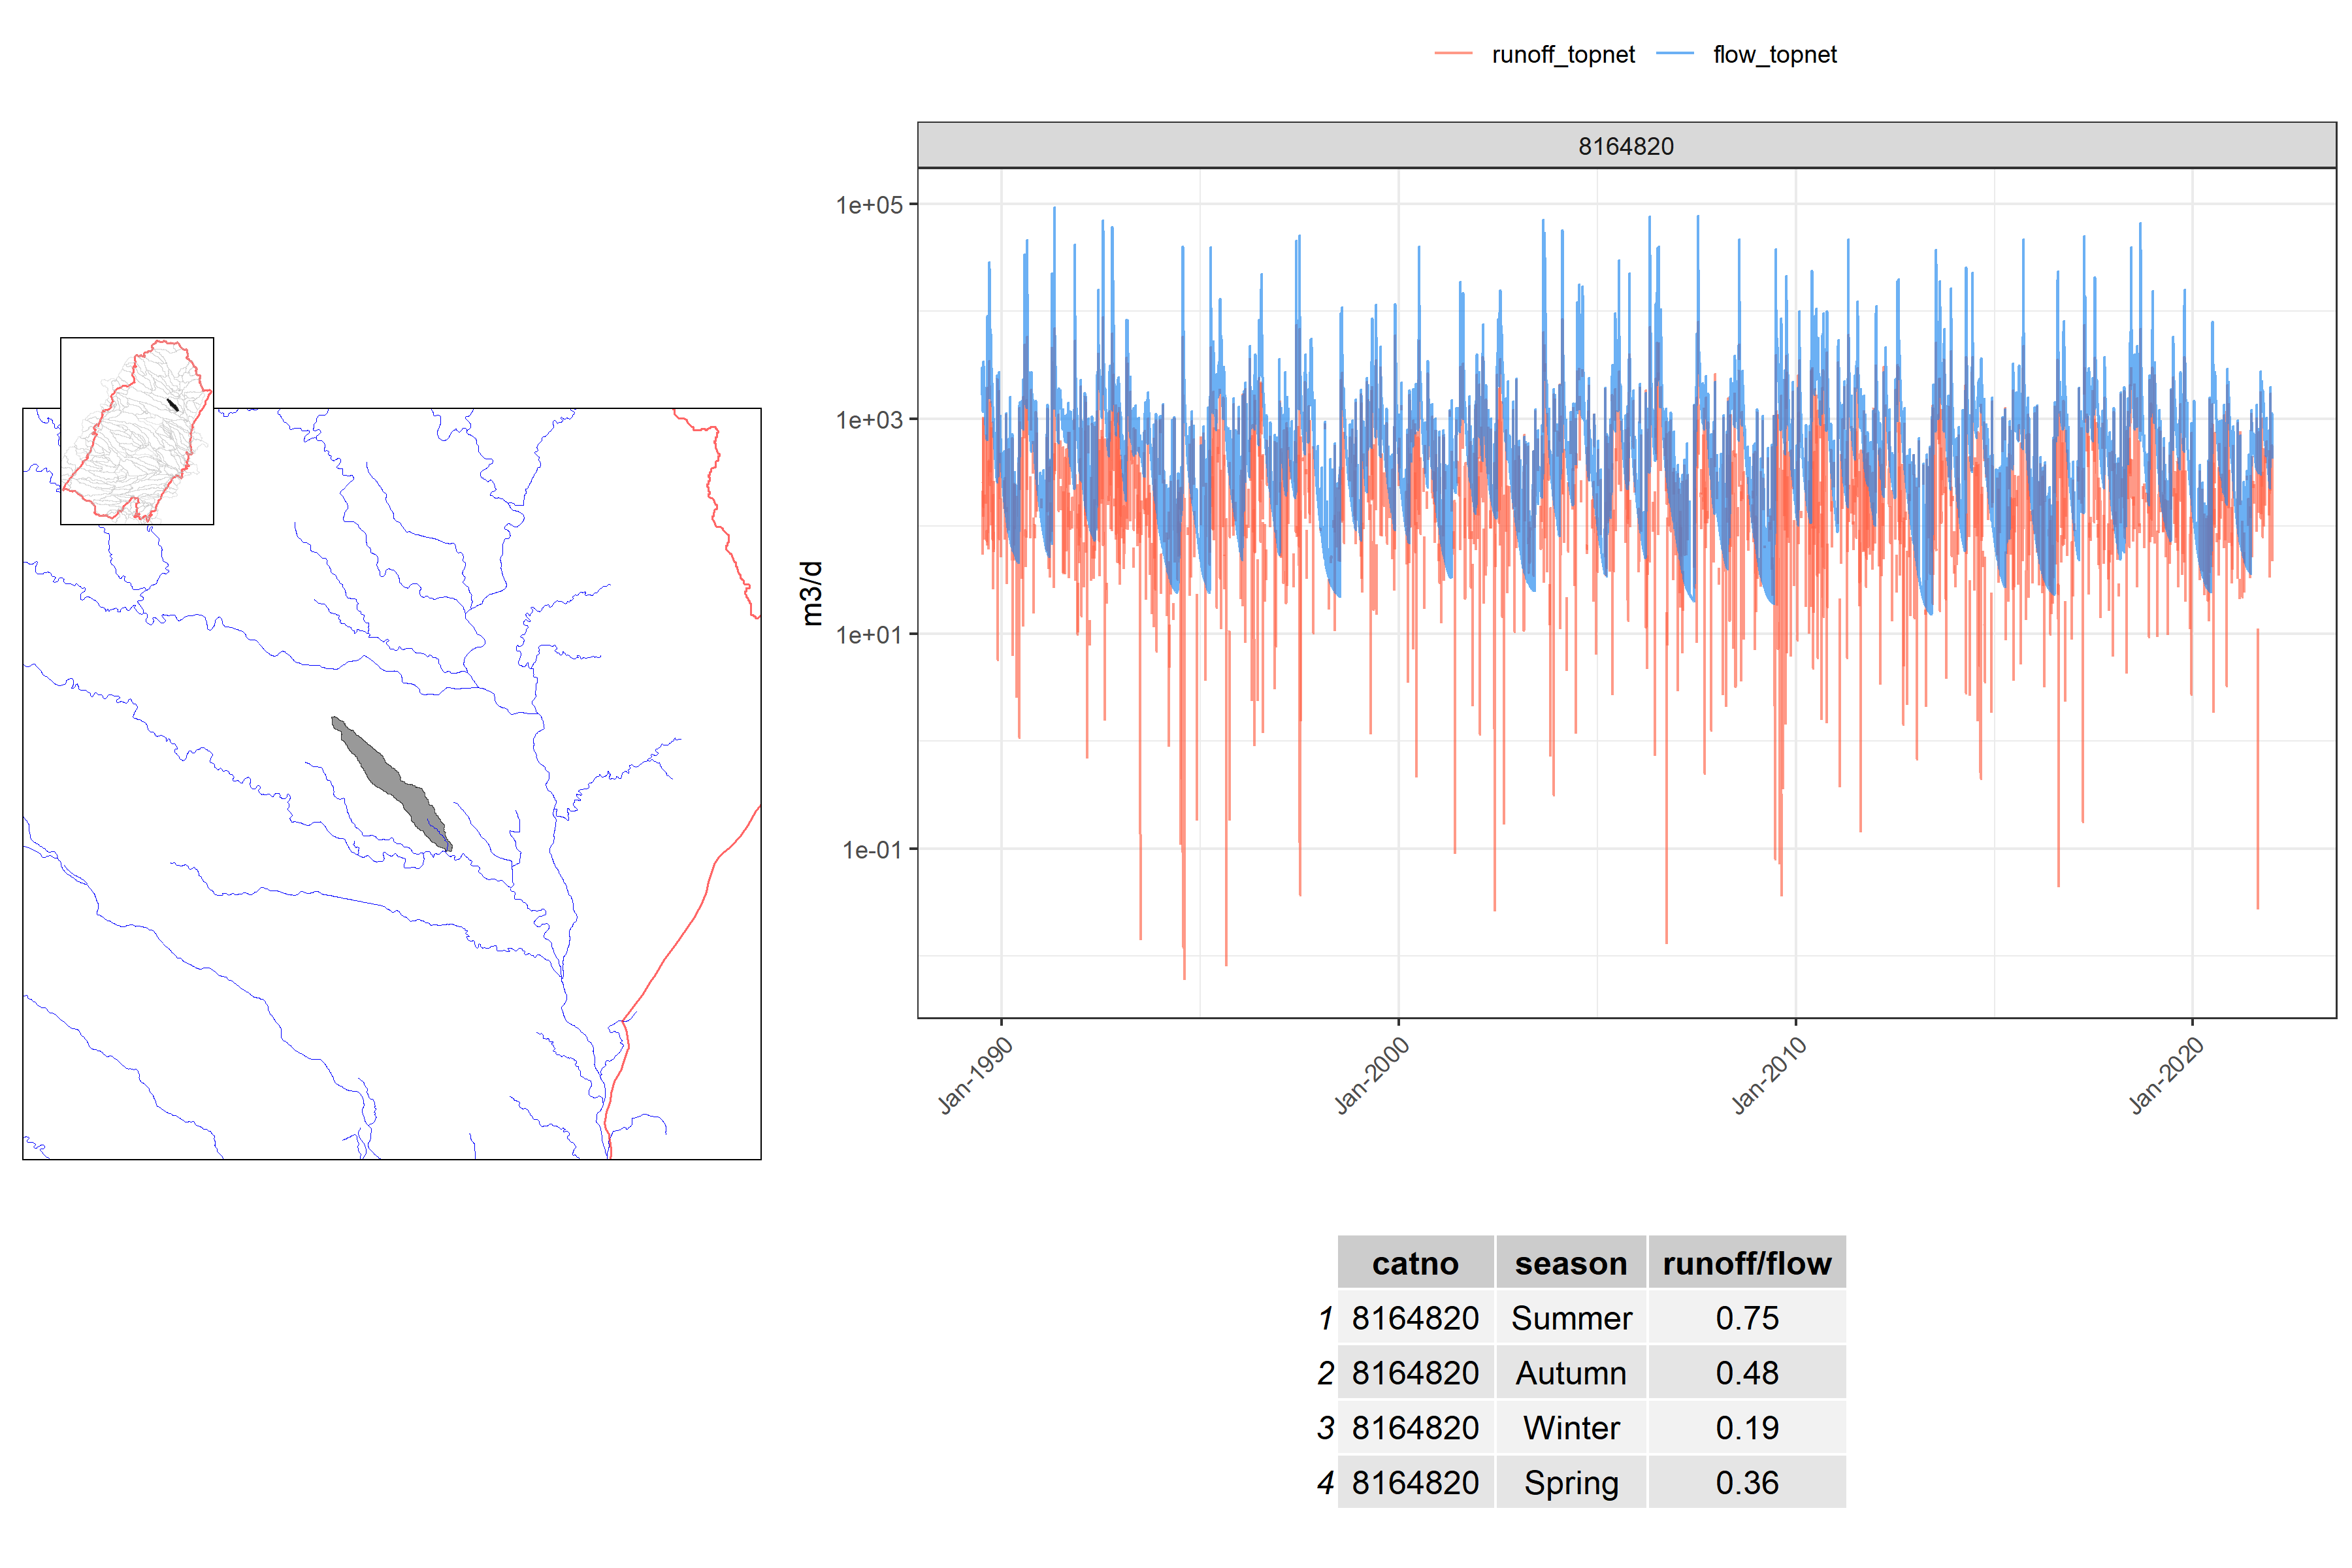 runoff_topnet flow_topnet
8164820
1e+05
1e+03
1e+01
1e-01
m3/d
Jan-1990 Jan-2000 Jan-2010 Jan-2020
catno season runoff/flow
1 8164820 Summer 0.75
2 8164820 Autumn 0.48
3 8164820 Winter 0.19
4 8164820 Spring 0.36